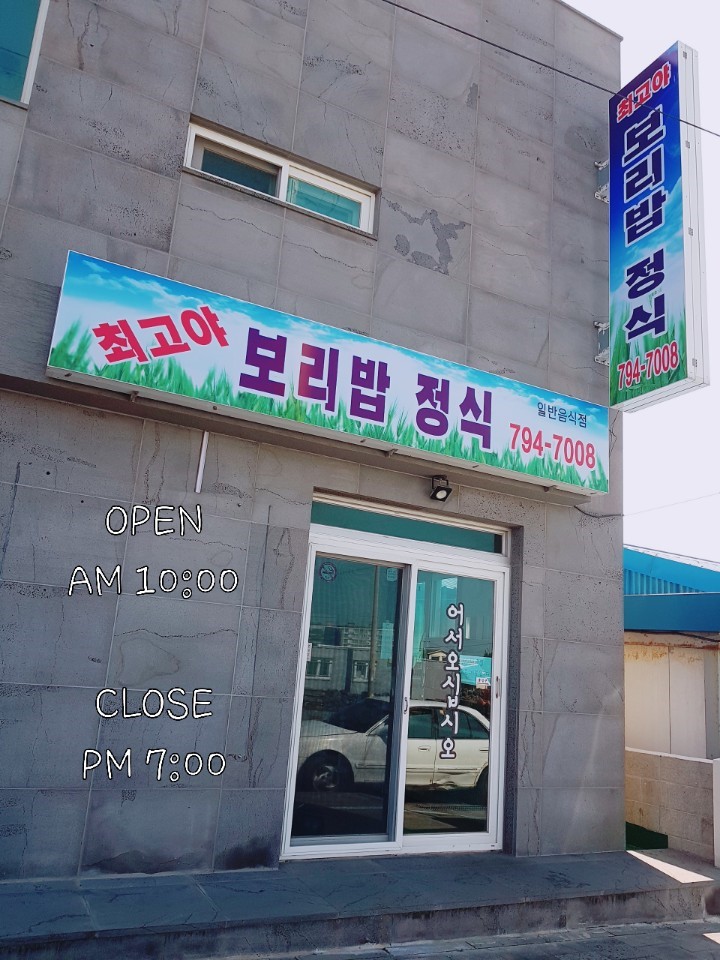 최고야
보리밥 정식
794-7008
최고야 보리밥 정식
일반음식점
794-7008
OPEN
AM 10:00
CLOSE
PM 7:00
어서오십시오